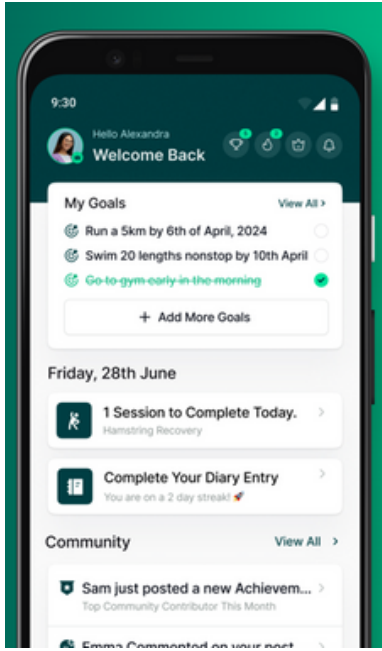 9:30
Hello Alexandra
Welcome Back
My Goals
View All >
Run a 5km by 6th of April, 2024
Swim 20 lengths nonstop by 10th April
Go to gym early in the morning
+ Add More Goals
Friday, 28th June
1 Session to Complete Today.
Hamstring Recovery
Complete Your Diary Entry
You are on a 2 day streak! 🚀
Community
View All >
Sam just posted a new Achievem...
Top Community Contributor This Month
Emma Commented on your post